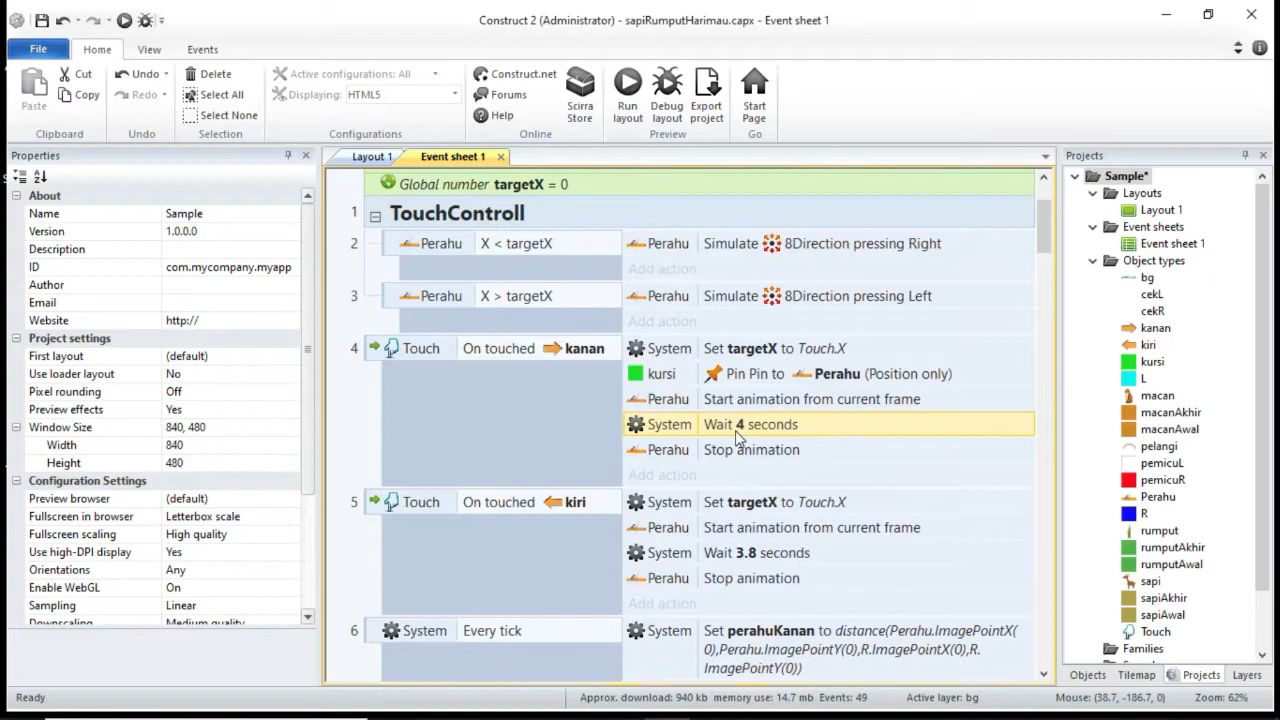 Construct 2 (Administrator) - sapiRumputHarimau.capx - Event sheet 1
File Home View Events
Paste Cut Copy
Clipboard
Undo Redo
Undo
Delete
Select All
Select None
Selection
Active configurations: All
Displaying: HTML5
Configurations
Construct.net
Forums
Help
Scirra Store
Online
Run layout
Debug layout
Export project
Preview
Start Page
Go
Properties
About
Name Sample
Version 1.0.0.0
Description
ID com.mycompany.myapp
Author
Email
Website http://
Project settings
First layout (default)
Use loader layout No
Pixel rounding Off
Preview effects Yes
Window Size 840, 480
Width 840
Height 480
Configuration Settings
Preview browser (default)
Fullscreen in browser Letterbox scale
Fullscreen scaling High quality
Use high-DPI display Yes
Orientations Any
Enable WebGL On
Sampling Linear
Downscaling Medium quality
Layout 1 Event sheet 1
Global number targetX = 0
1 TouchControll
2 Perahu X < targetX Perahu Simulate 8Direction pressing Right
Add action
3 Perahu X > targetX Perahu Simulate 8Direction pressing Left
Add action
4 Touch On touched kanan System Set targetX to Touch.X
kursi Pin Pin to Perahu (Position only)
Perahu Start animation from current frame
System Wait 4 seconds
Perahu Stop animation
Add action
5 Touch On touched kiri System Set targetX to Touch.X
Perahu Start animation from current frame
System Wait 3.8 seconds
Perahu Stop animation
Add action
6 System Every tick System Set perahuKanan to distance(Perahu.ImagePointX(
0),Perahu.ImagePointY(0),R.ImagePointX(0),R.
ImagePointY(0))
Projects
Sample*
Layouts
Layout 1
Event sheets
Event sheet 1
Object types
bg
cekL
cekR
kanan
kiri
kursi
L
macan
macanAkhir
macanAwal
pelangi
pemicuL
pemicuR
Perahu
R
rumput
rumputAkhir
rumputAwal
sapi
sapiAkhir
sapiAwal
Touch
Families
Objects Tilemap Projects Layers
Ready Approx. download: 940 kb memory use: 14.7 mb Events: 49 Active layer: bg Mouse: (38.7, -186.7, 0) Zoom: 62%